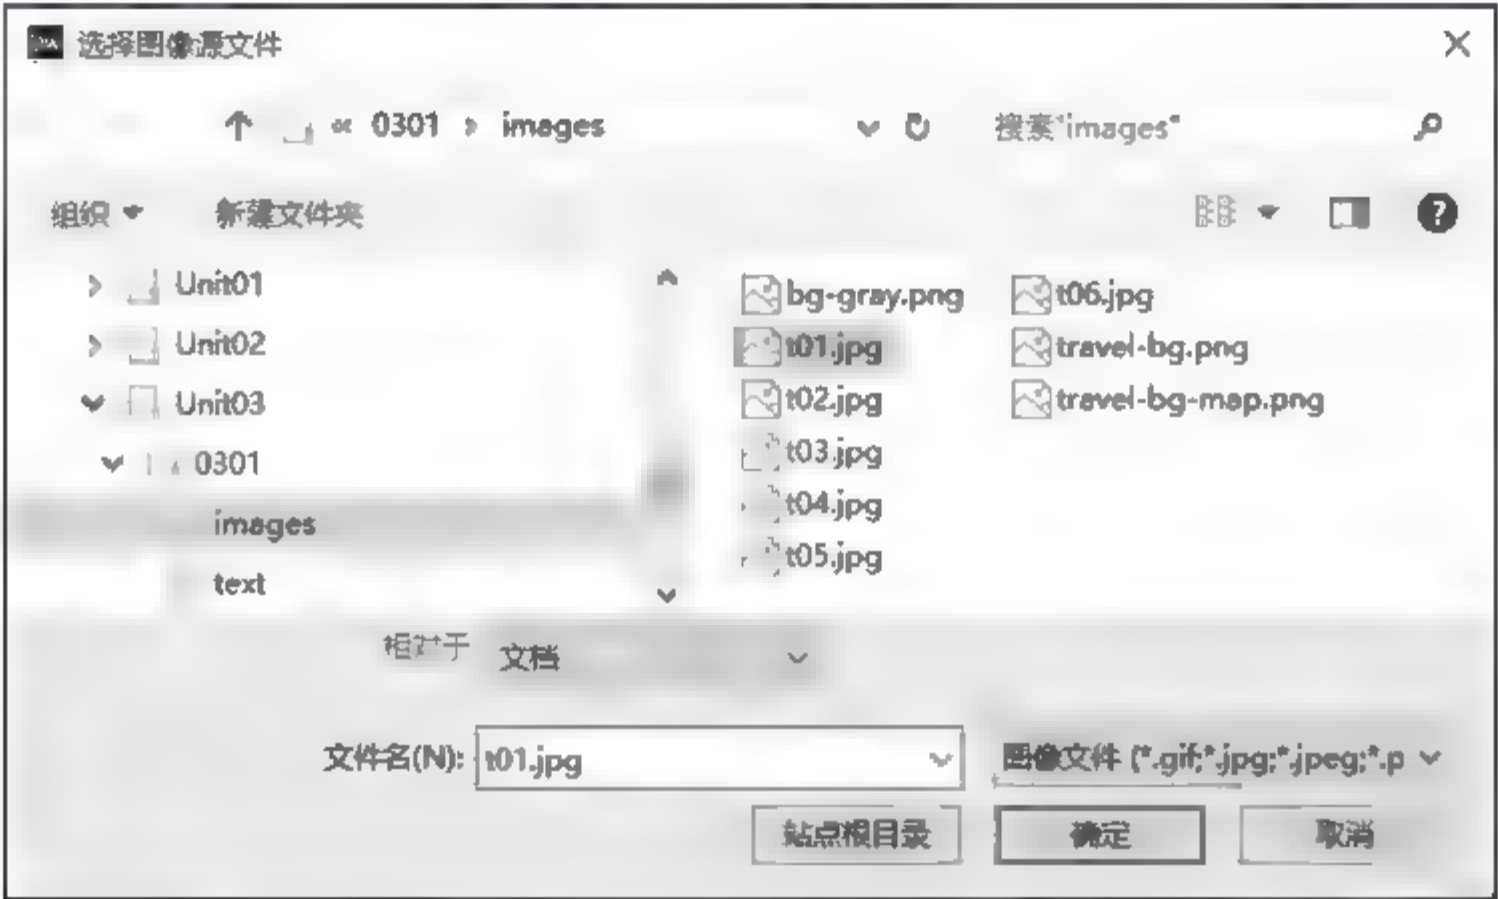 选择图像源文件
« 0301 › images
搜索"images"
组织 新建文件夹
Unit01
Unit02
Unit03
0301
images
text
bg-gray.png
t01.jpg
t02.jpg
t03.jpg
t04.jpg
t05.jpg
t06.jpg
travel-bg.png
travel-bg-map.png
相对于 文档
文件名(N): t01.jpg
图像文件 (*.gif;*.jpg;*.jpeg;*.p
站点根目录 确定 取消